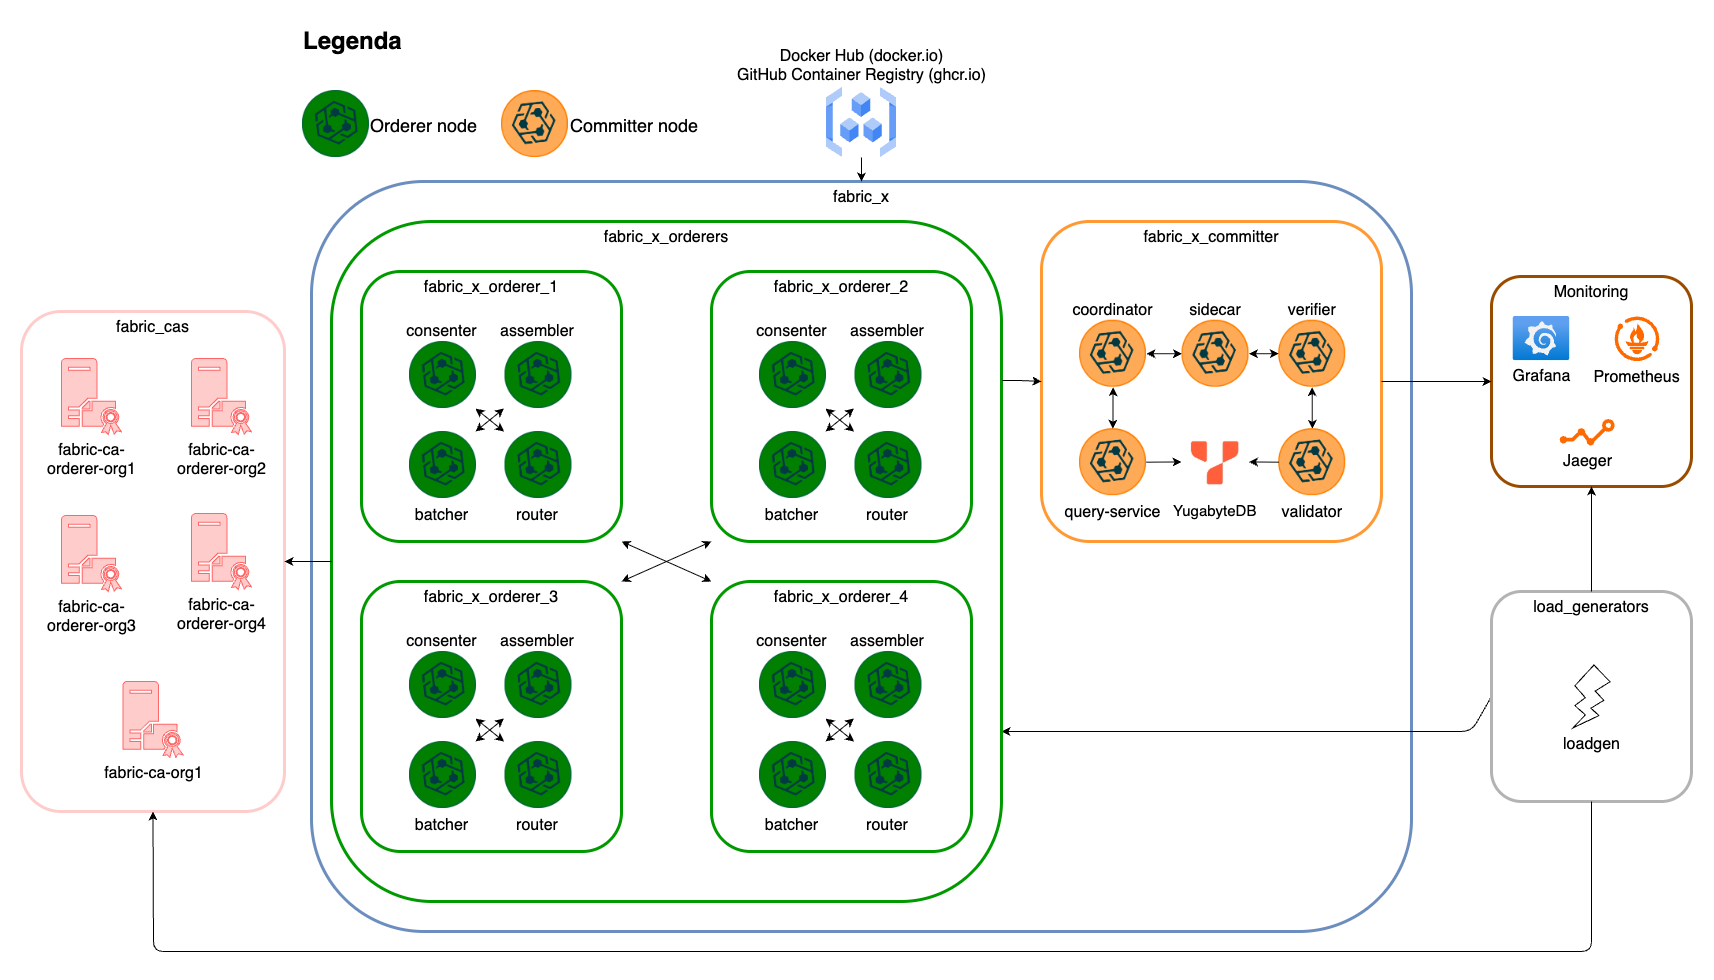 Legenda
Orderer node
Committer node
Docker Hub (docker.io)
GitHub Container Registry (ghcr.io)
fabric_x
fabric_x_orderers
fabric_x_orderer_1
consenter
assembler
batcher
router
fabric_x_orderer_2
consenter
assembler
batcher
router
fabric_x_orderer_3
consenter
assembler
batcher
router
fabric_x_orderer_4
consenter
assembler
batcher
router
fabric_x_committer
coordinator
sidecar
verifier
query-service
YugabyteDB
validator
fabric_cas
fabric-ca-
orderer-org1
fabric-ca-
orderer-org2
fabric-ca-
orderer-org3
fabric-ca-
orderer-org4
fabric-ca-org1
Monitoring
Grafana
Prometheus
Jaeger
load_generators
loadgen